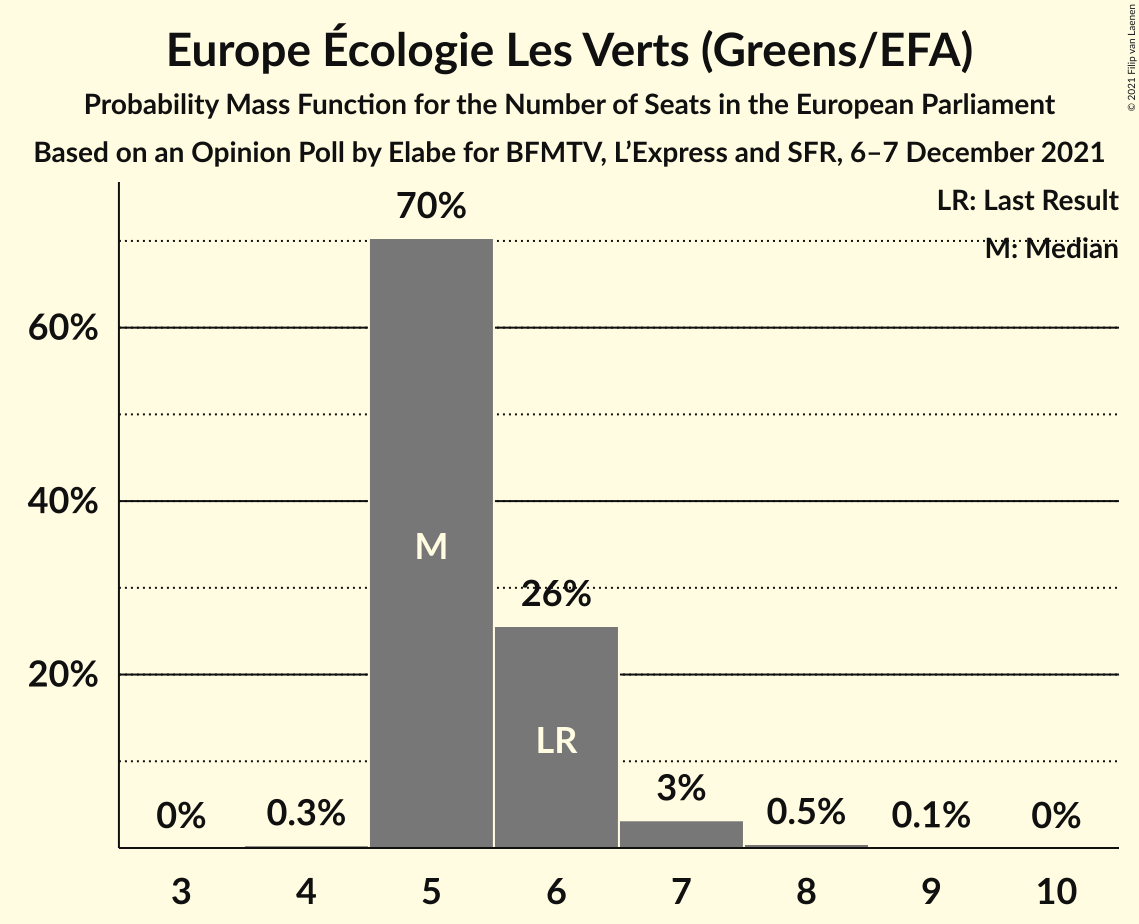 Europe Écologie Les Verts (Greens/EFA)
Probability Mass Function for the Number of Seats in the European Parliament
Based on an Opinion Poll by Elabe for BFMTV, L’Express and SFR, 6–7 December 2021
© 2021 Filip van Laenen
LR: Last Result
M: Median
70%
60%
40%
M
26%
20%
LR
0%
0.3%
3%
0.5%
0.1%
0%
3 4 5 6 7 8 9 10